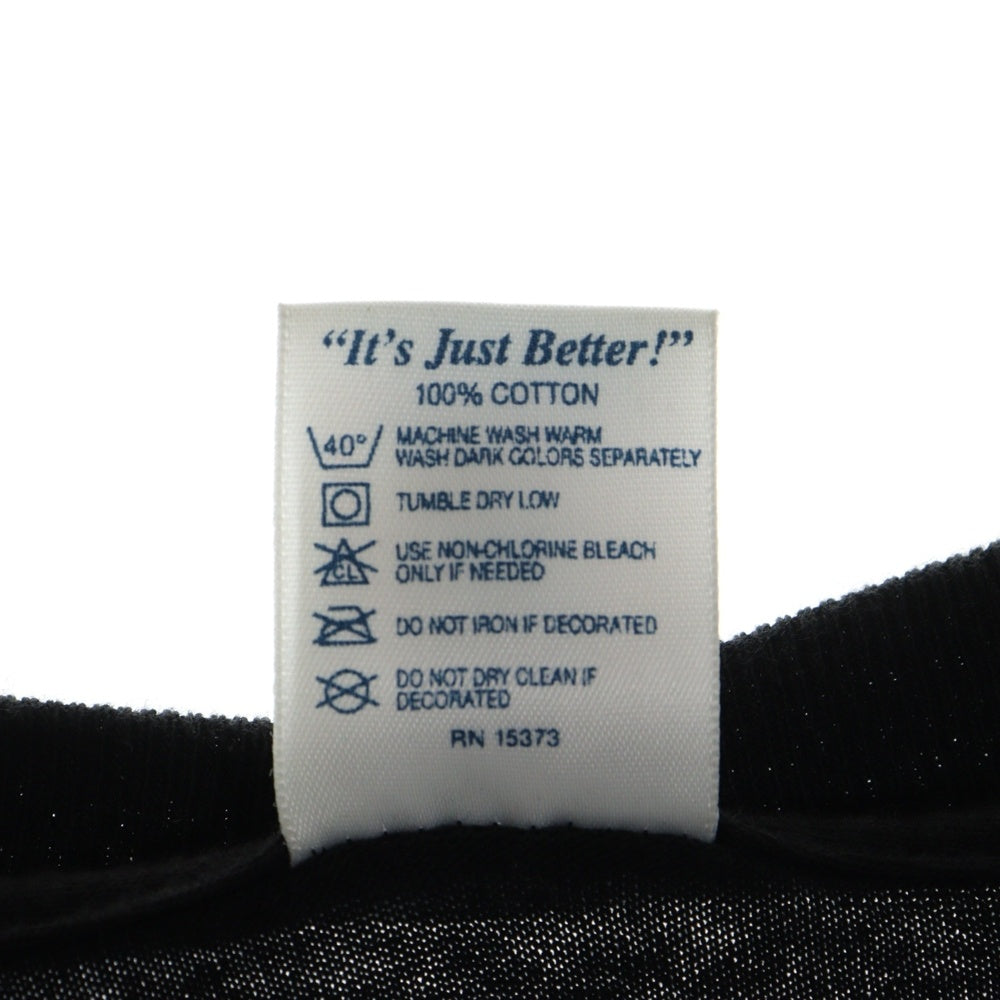 “It’s Just Better!”
100% COTTON
40°
MACHINE WASH WARM
WASH DARK COLORS SEPARATELY
TUMBLE DRY LOW
CL
USE NON-CHLORINE BLEACH
ONLY IF NEEDED
DO NOT IRON IF DECORATED
DO NOT DRY CLEAN IF
DECORATED
RN 15373